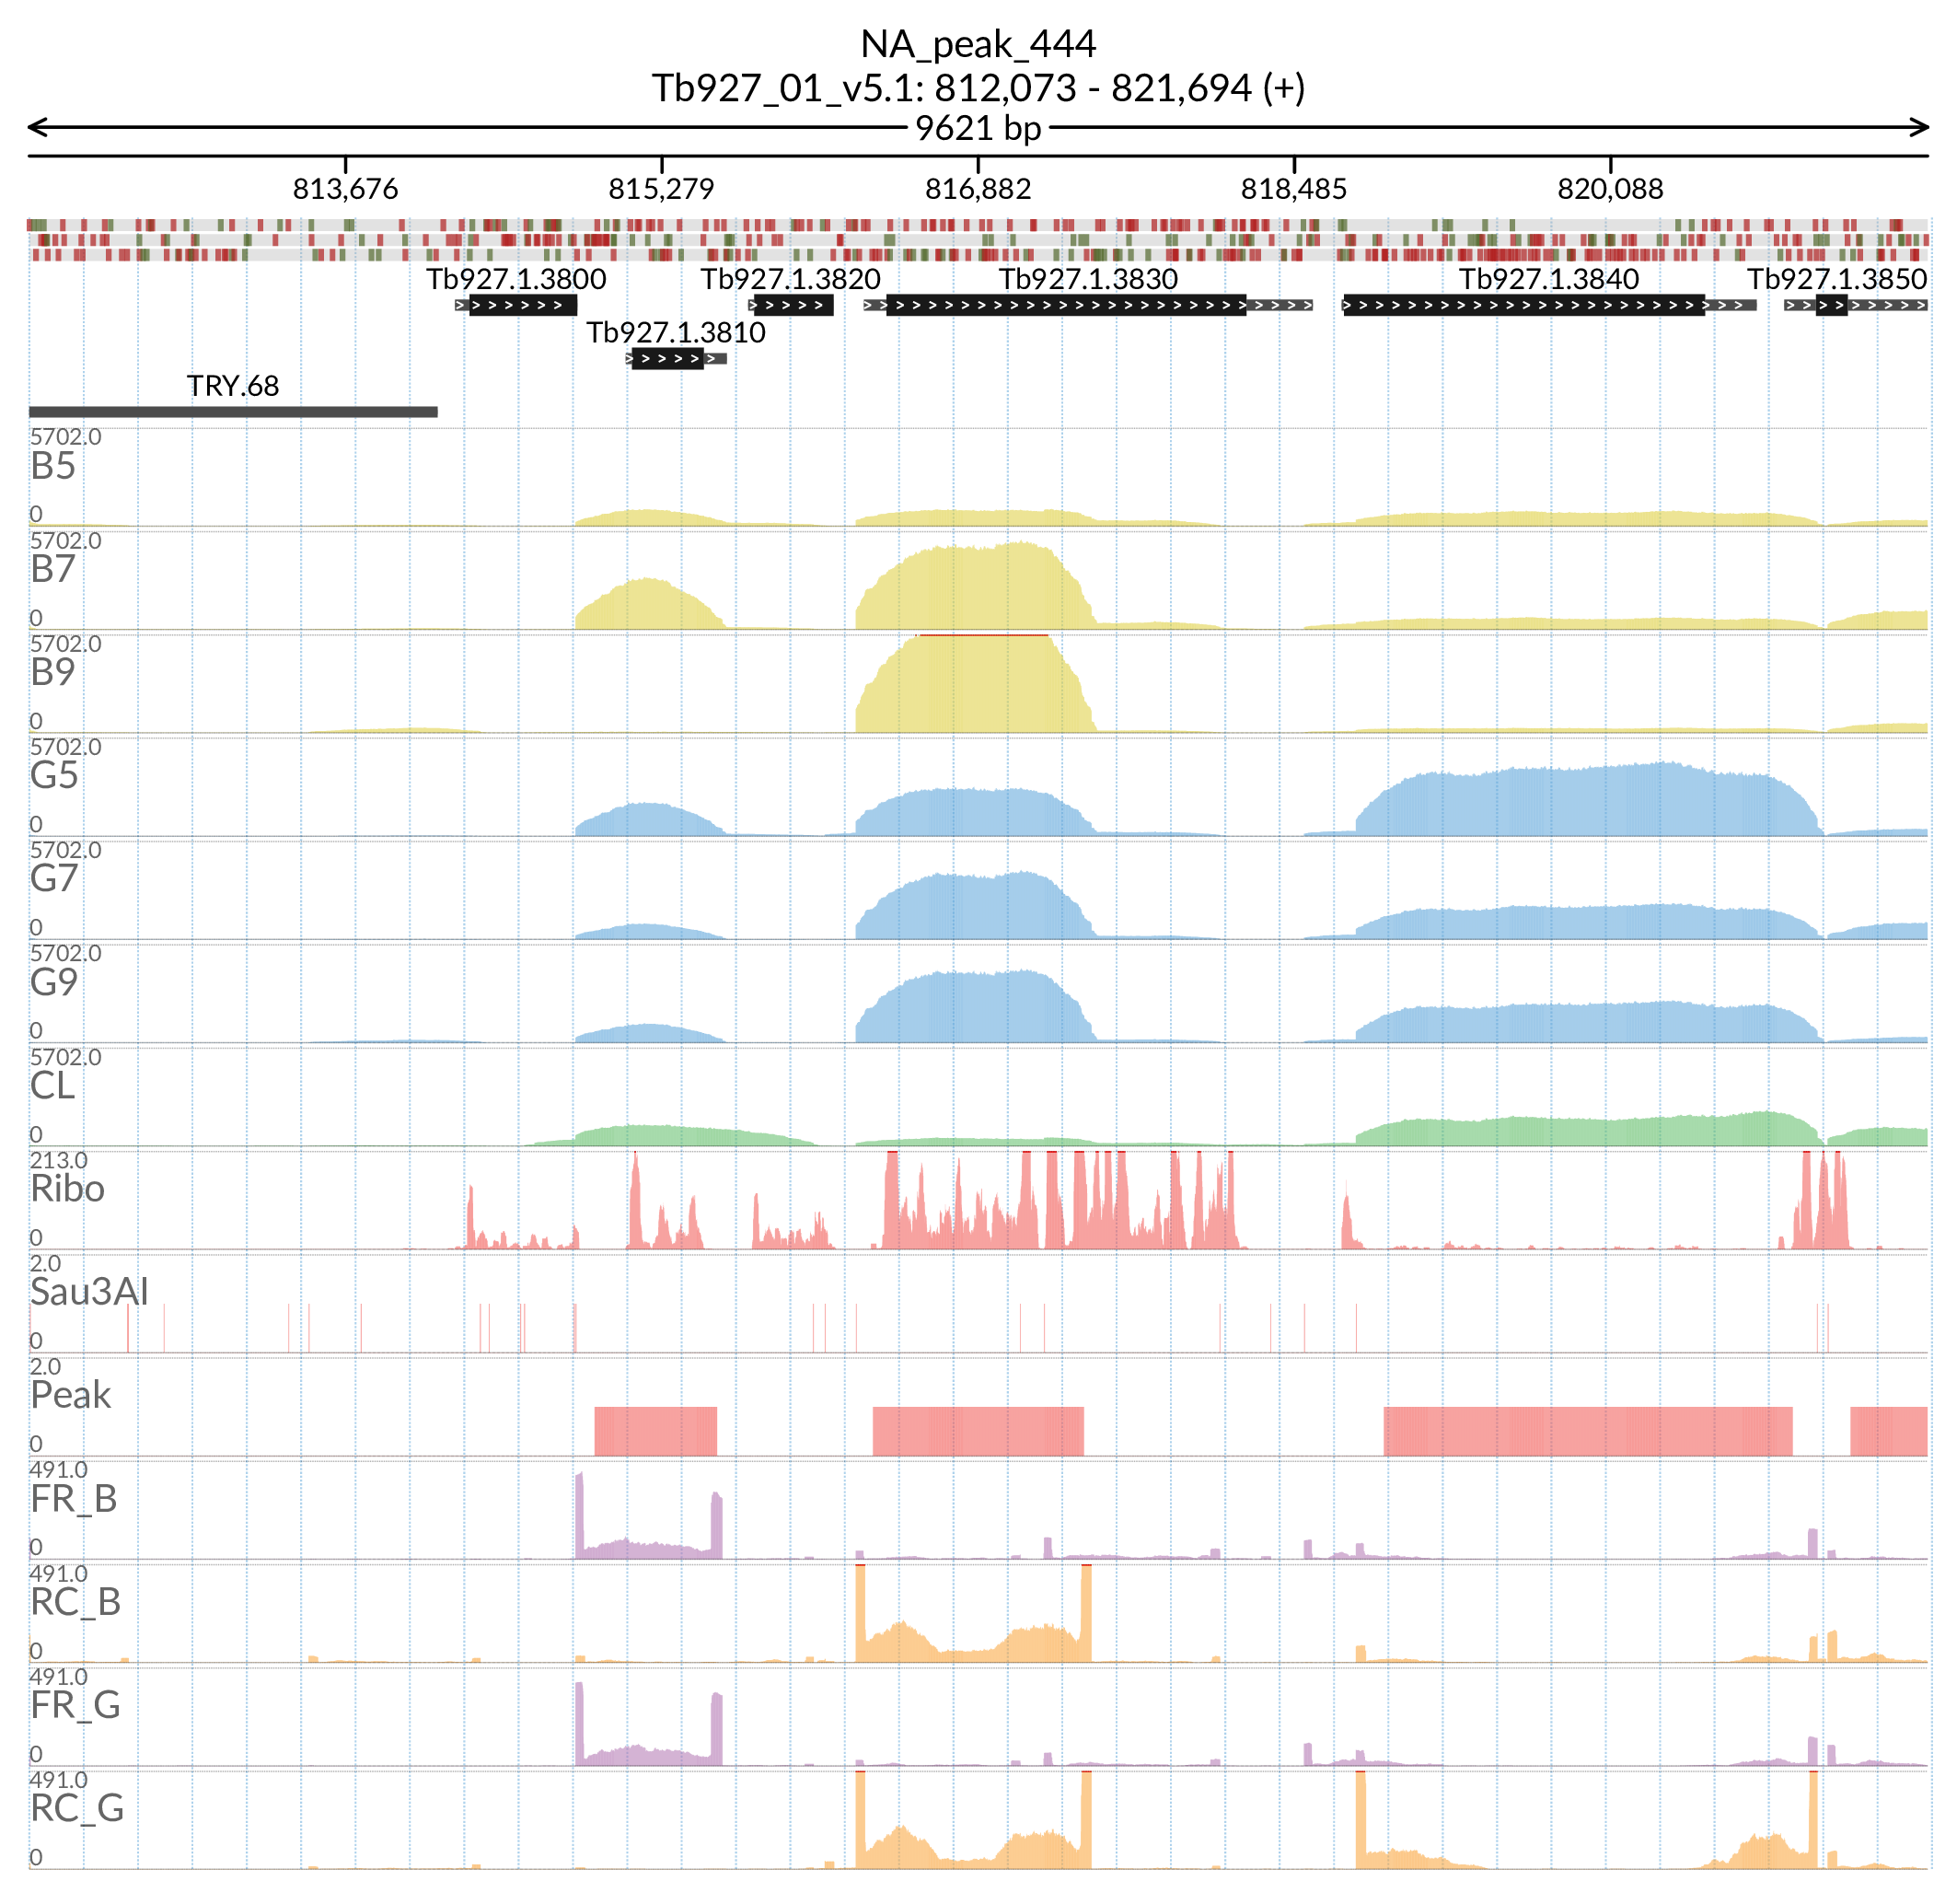 NA_peak_444
Tb927_01_v5.1: 812,073 - 821,694 (+)
9621 bp
813,676 815,279 816,882 818,485 820,088
Tb927.1.3800 Tb927.1.3820 Tb927.1.3830 Tb927.1.3840 Tb927.1.3850
Tb927.1.3810
TRY.68
5702.0
B5
0
5702.0
B7
0
5702.0
B9
0
5702.0
G5
0
5702.0
G7
0
5702.0
G9
0
5702.0
CL
0
213.0
Ribo
0
2.0
Sau3AI
0
2.0
Peak
0
491.0
FR_B
0
491.0
RC_B
0
491.0
FR_G
0
491.0
RC_G
0